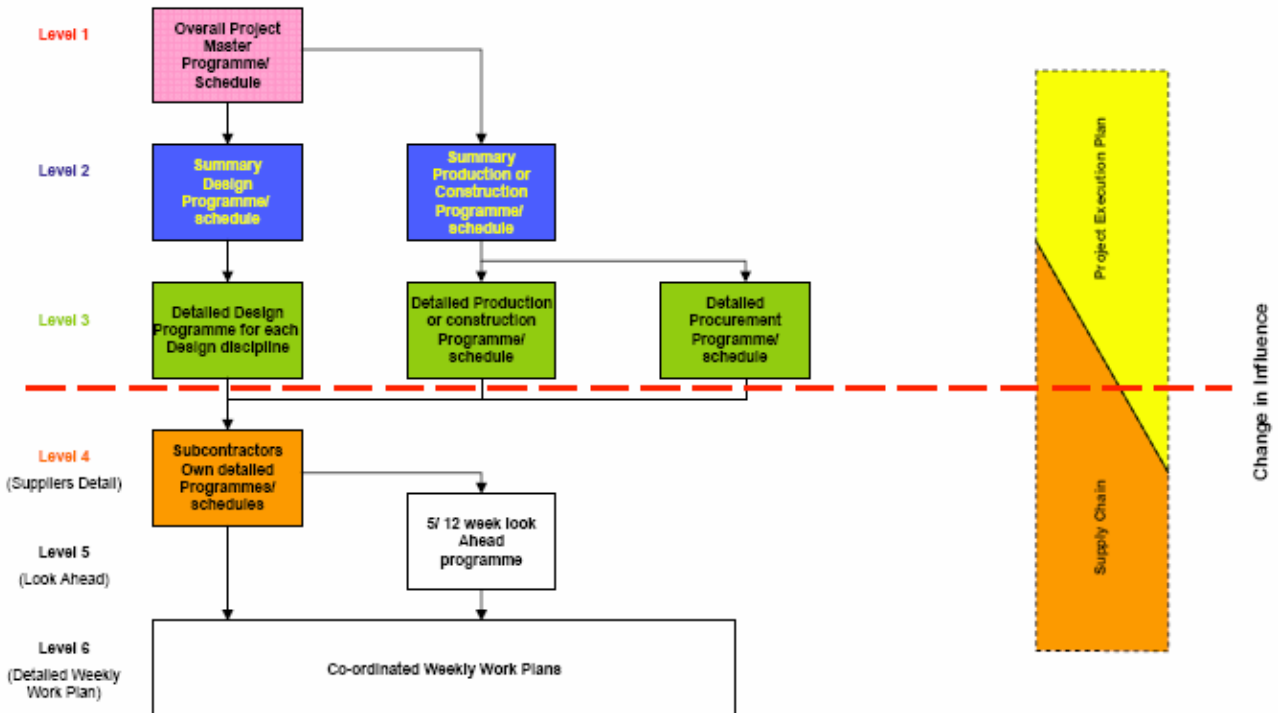 Level 1
Overall Project
Master
Programme/
Schedule
Level 2
Summary
Design
Programme/
schedule
Summary
Production or
Construction
Programme/
schedule
Level 3
Detailed Design
Programme for each
Design discipline
Detailed Production
or construction
Programme/
schedule
Detailed
Procurement
Programme/
schedule
Level 4
(Suppliers Detail)
Subcontractors
Own detailed
Programmes/
schedules
Level 5
(Look Ahead)
5/ 12 week look
Ahead
programme
Level 6
(Detailed Weekly
Work Plan)
Co-ordinated Weekly Work Plans
Project Execution Plan
Supply Chain
Change in Influence